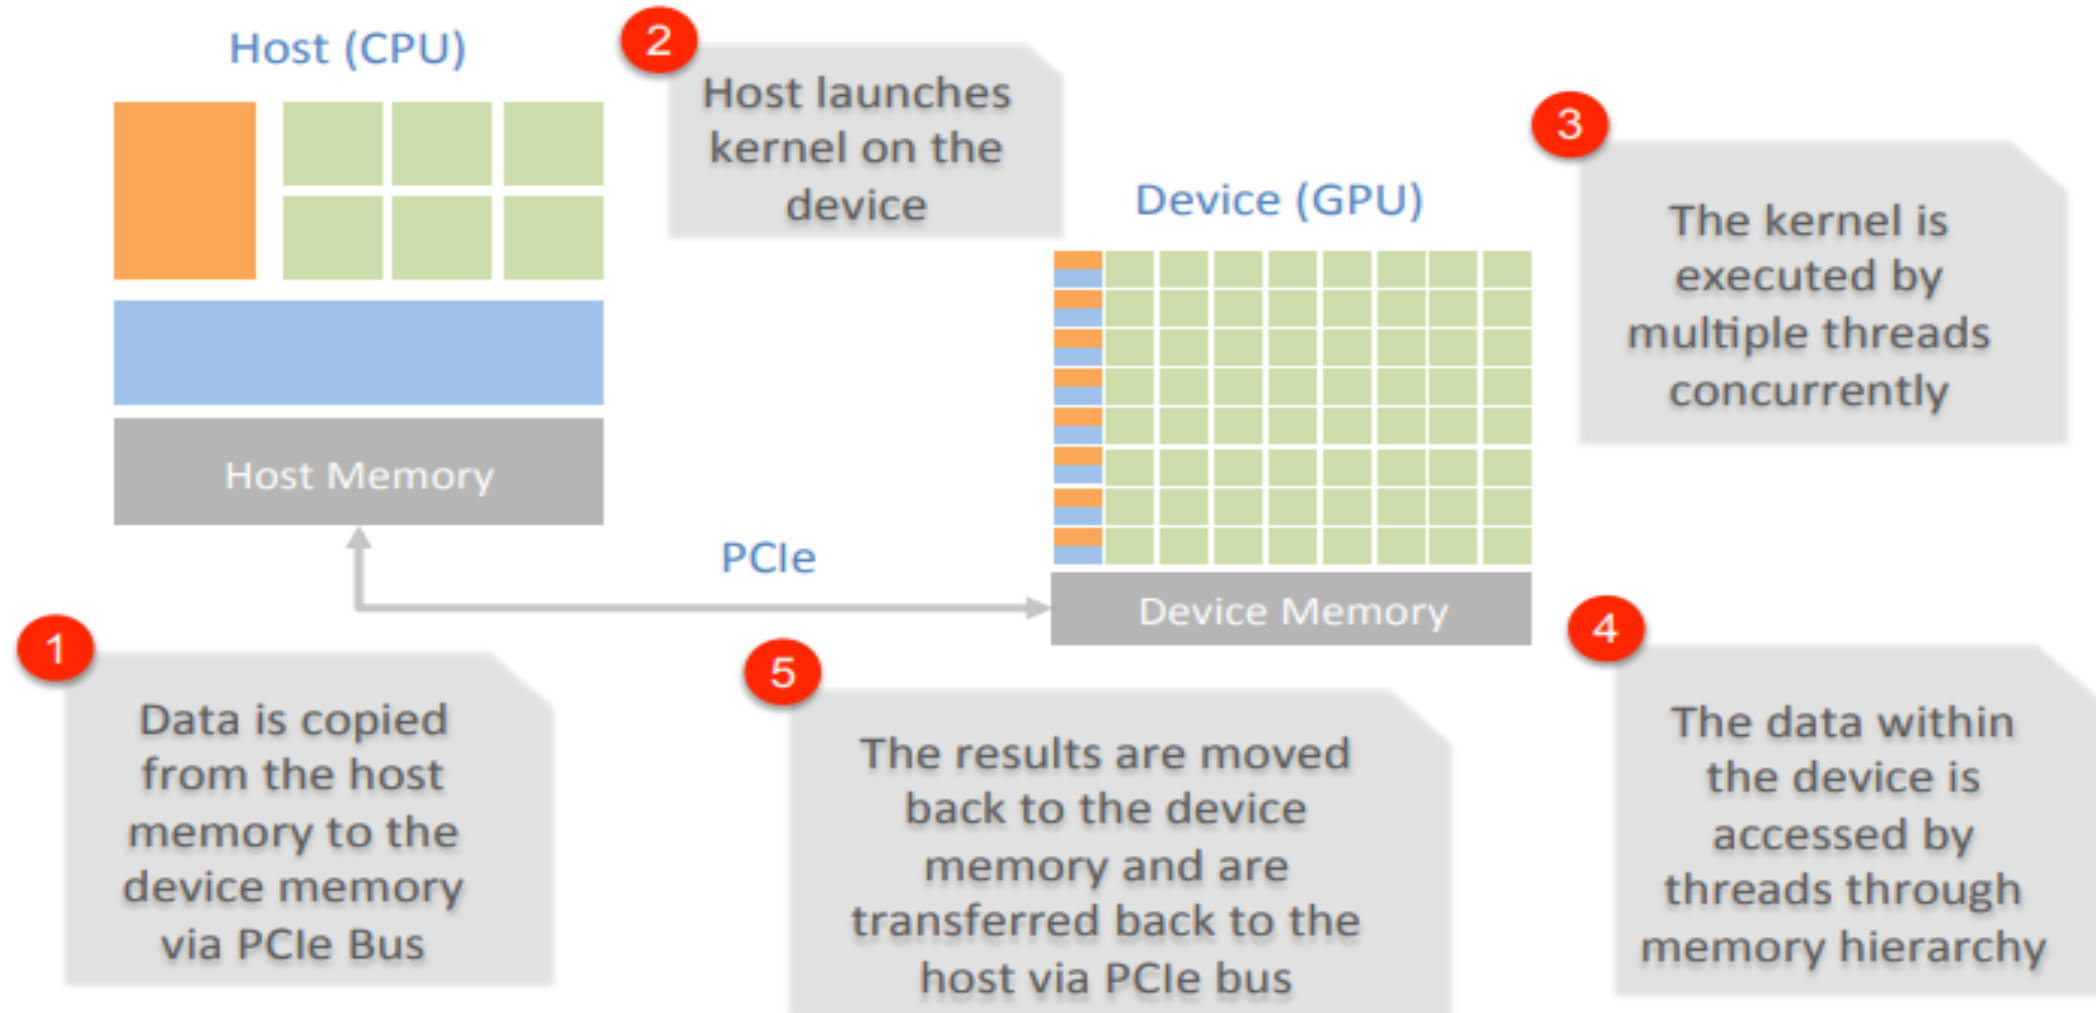 Host (CPU)
2
Host launches
kernel on the
device
Device (GPU)
3
The kernel is
executed by
multiple threads
concurrently
Host Memory
PCIe
Device Memory
1
Data is copied
from the host
memory to the
device memory
via PCIe Bus
5
The results are moved
back to the device
memory and are
transferred back to the
host via PCIe bus
4
The data within
the device is
accessed by
threads through
memory hierarchy